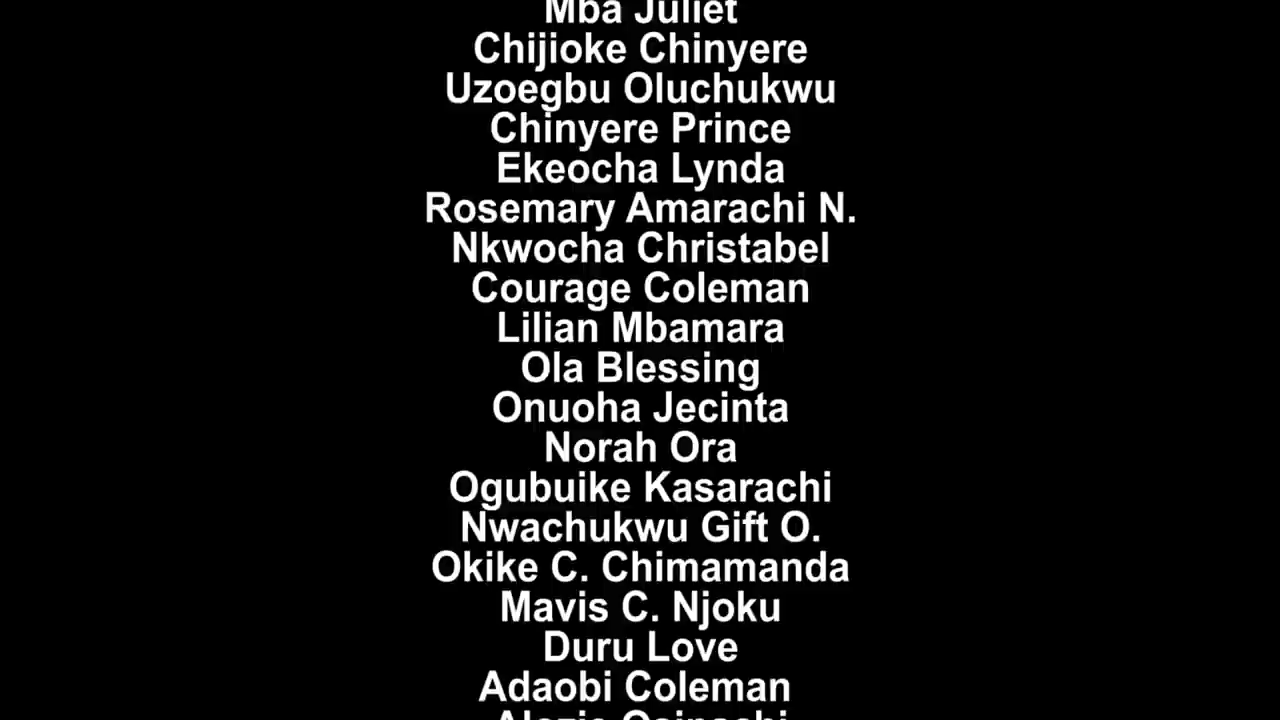 Mba Juliet
Chijioke Chinyere
Uzoegbu Oluchukwu
Chinyere Prince
Ekeocha Lynda
Rosemary Amarachi N.
Nkwocha Christabel
Courage Coleman
Lilian Mbamara
Ola Blessing
Onuoha Jecinta
Norah Ora
Ogubuike Kasarachi
Nwachukwu Gift O.
Okike C. Chimamanda
Mavis C. Njoku
Duru Love
Adaobi Coleman